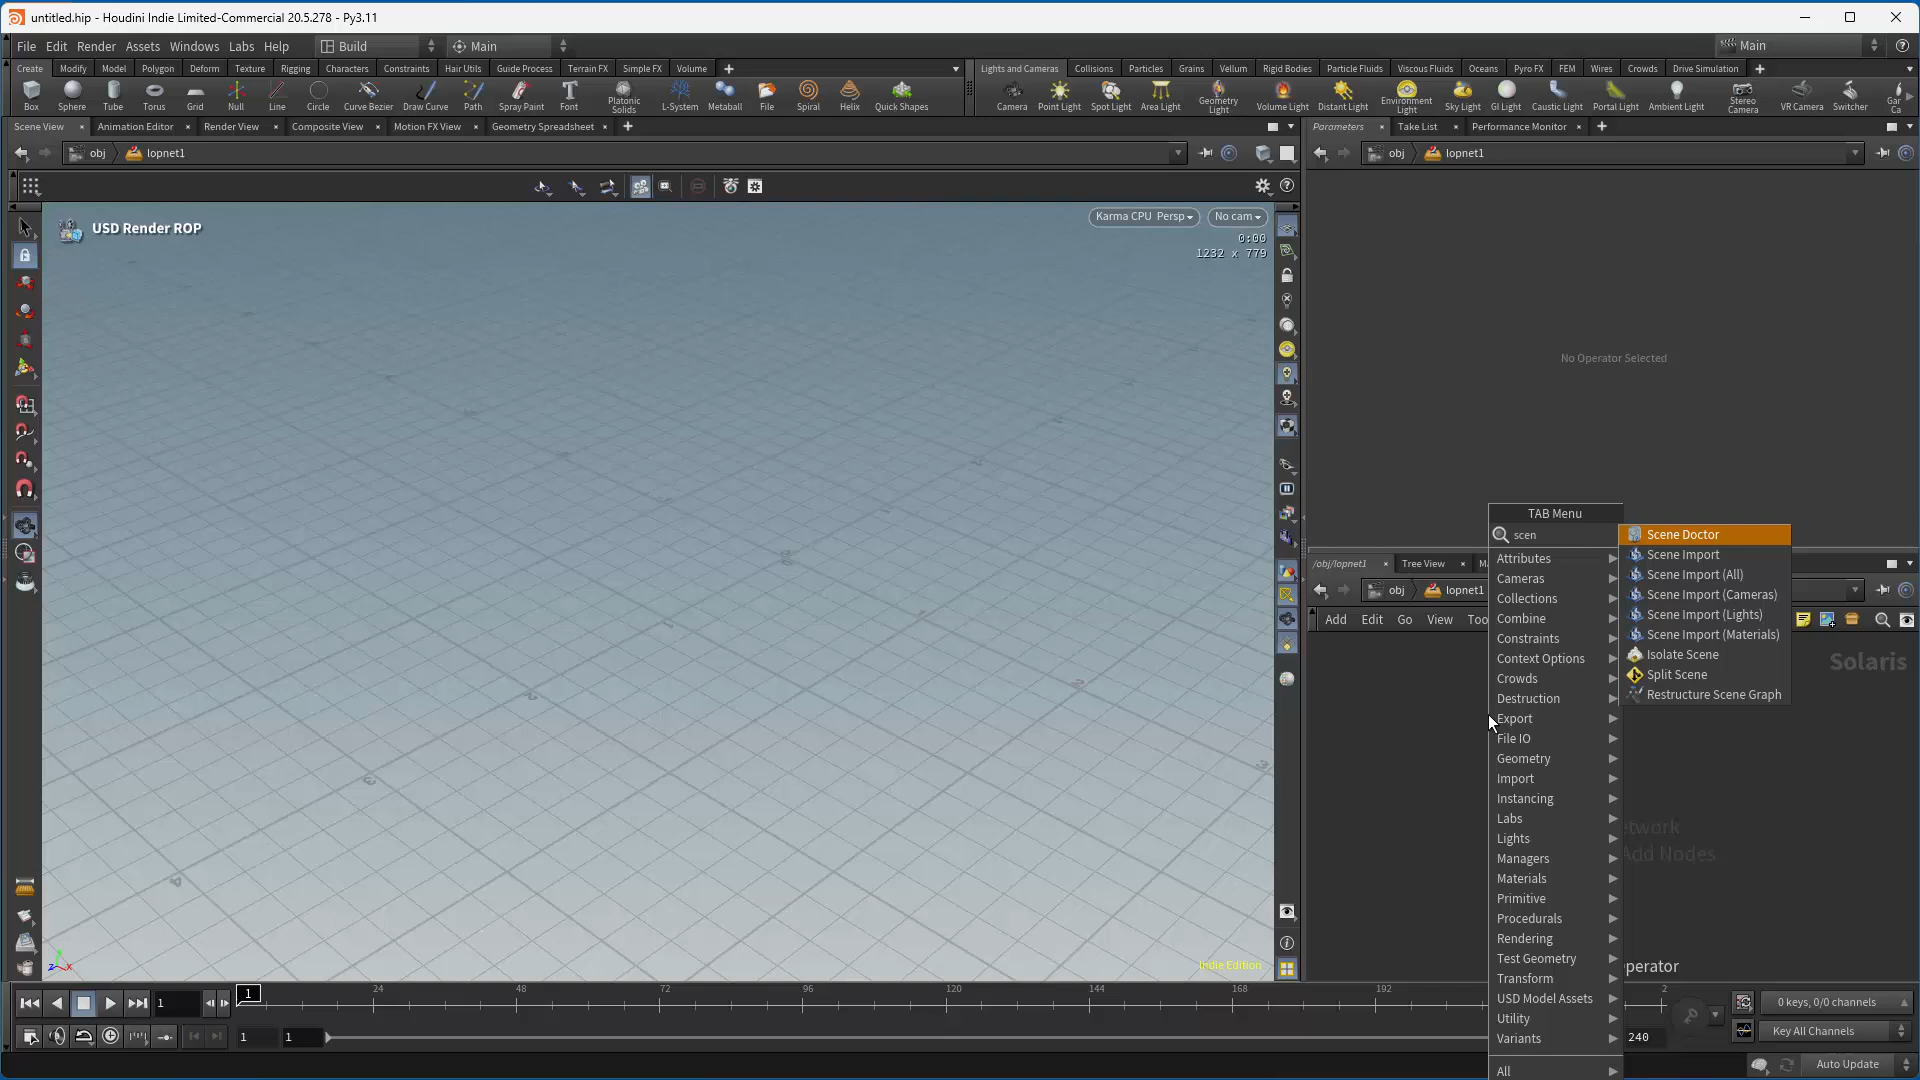 untitled.hip - Houdini Indie Limited-Commercial 20.5.278 - Py3.11
File Edit Render Assets Windows Labs Help Build Main Main
Create Modify Model Polygon Deform Texture Rigging Characters Constraints Hair Utils Guide Process Terrain FX Simple FX Volume
Lights and Cameras Collisions Particles Grains Vellum Rigid Bodies Particle Fluids Viscous Fluids Oceans Pyro FX FEM Wires Crowds Drive Simulation
Box Sphere Tube Torus Grid Null Line Circle Curve Bezier Draw Curve Path Spray Paint Font Platonic Solids L-System Metaball File Spiral Helix Quick Shapes
Camera Point Light Spot Light Area Light Geometry Light Volume Light Distant Light Environment Light Sky Light GI Light Caustic Light Portal Light Ambient Light Stereo Camera VR Camera Switcher Gar Ca
Scene View Animation Editor Render View Composite View Motion FX View Geometry Spreadsheet
Parameters Take List Performance Monitor
obj lopnet1
obj lopnet1
USD Render ROP
Karma CPU Persp No cam
0:00
1232 x 779
No Operator Selected
TAB Menu
scen
Attributes
Cameras
Collections
Combine
Constraints
Context Options
Crowds
Destruction
Export
File IO
Geometry
Import
Instancing
Labs
Lights
Managers
Materials
Primitive
Procedurals
Rendering
Test Geometry
Transform
USD Model Assets
Utility
Variants
All
Scene Doctor
Scene Import
Scene Import (All)
Scene Import (Cameras)
Scene Import (Lights)
Scene Import (Materials)
Isolate Scene
Split Scene
Restructure Scene Graph
/obj/lopnet1 Tree View M
obj lopnet1
Add Edit Go View Too
Solaris
etwork
Add Nodes
perator
Indie Edition
1 1 24 48 72 96 120 144 168 192 2
0 keys, 0/0 channels
1 1 240
Key All Channels
Auto Update